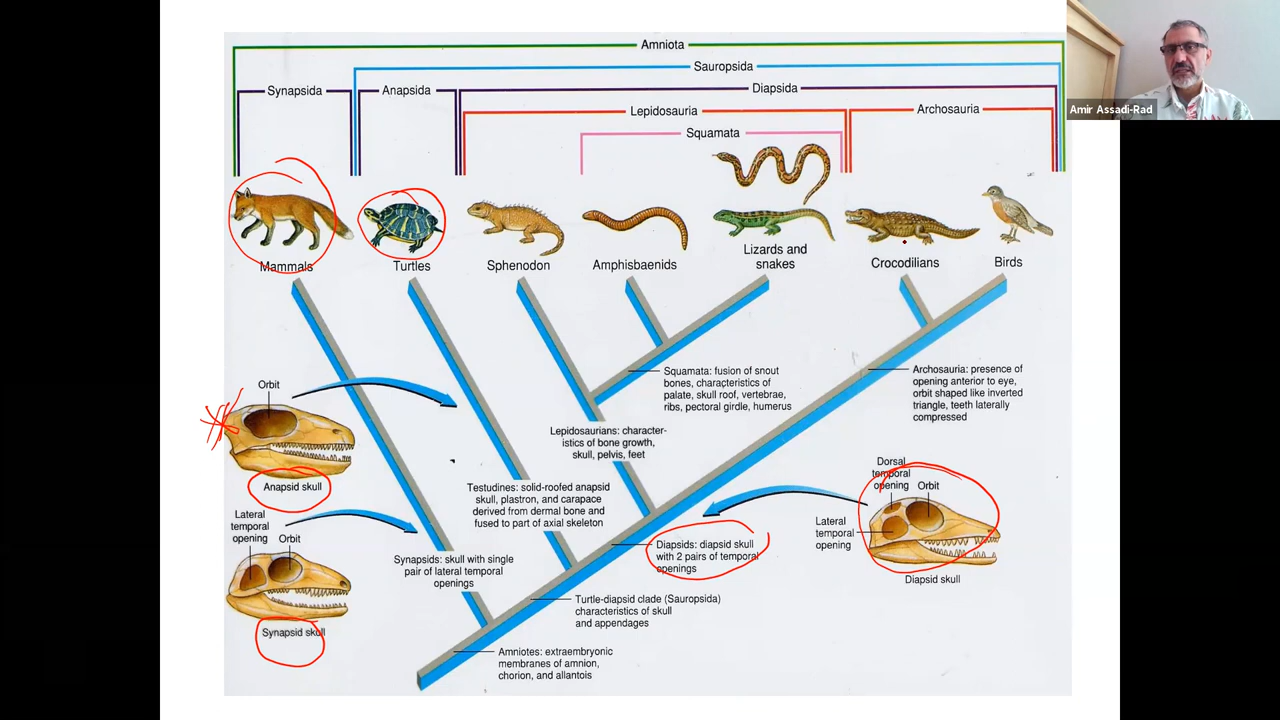 Amniota
Sauropsida
Synapsida
Anapsida
Diapsida
Lepidosauria
Archosauria
Squamata
Amir Assadi-Rad
Mammals
Turtles
Sphenodon
Amphisbaenids
Lizards and
snakes
Crocodilians
Birds
Orbit
Anapsid skull
Squamata: fusion of snout
bones, characteristics of
palate, skull roof, vertebrae,
ribs, pectoral girdle, humerus
Archosauria: presence of
opening anterior to eye,
orbit shaped like inverted
triangle, teeth laterally
compressed
Lepidosaurians: character-
istics of bone growth,
skull, pelvis, feet
Testudines: solid-roofed anapsid
skull, plastron, and carapace
derived from dermal bone and
fused to part of axial skeleton
Dorsal
temporal
opening
Orbit
Lateral
temporal
opening
Diapsid skull
Lateral
temporal
opening
Orbit
Synapsid skull
Synapsids: skull with single
pair of lateral temporal
openings
Diapsids: diapsid skull
with 2 pairs of temporal
openings
Turtle-diapsid clade (Sauropsida)
characteristics of skull
and appendages
Amniotes: extraembryonic
membranes of amnion,
chorion, and allantois